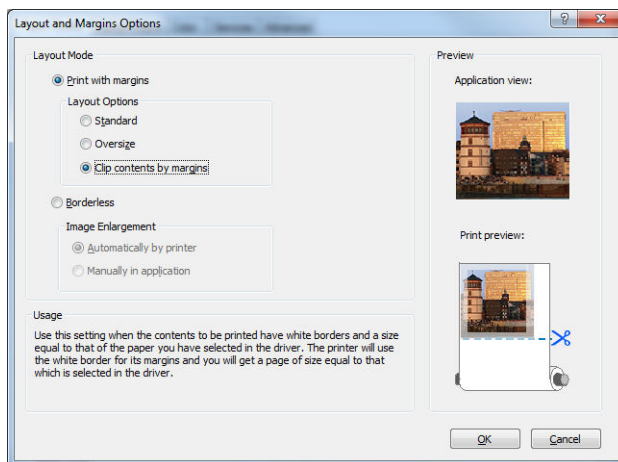 Layout and Margins Options
?
X
Layout Mode
Print with margins
Layout Options
Standard
Oversize
Clip contents by margins
Borderless
Image Enlargement
Automatically by printer
Manually in application
Usage
Use this setting when the contents to be printed have white borders and a size
equal to that of the paper you have selected in the driver. The printer will use
the white border for its margins and you will get a page of size equal to that
which is selected in the driver.
Preview
Application view:
Print preview:
OK
Cancel